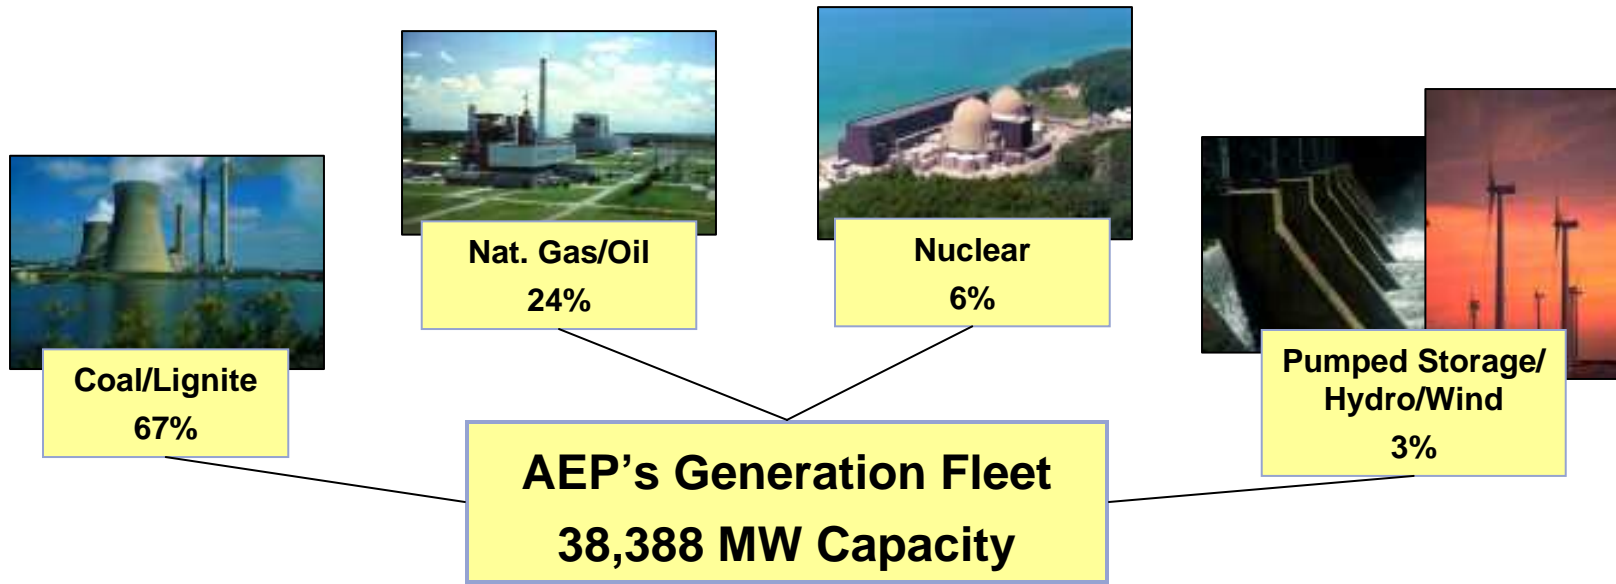 Coal/Lignite
67%
Nat. Gas/Oil
24%
Nuclear
6%
Pumped Storage/
Hydro/Wind
3%
AEP’s Generation Fleet
38,388 MW Capacity